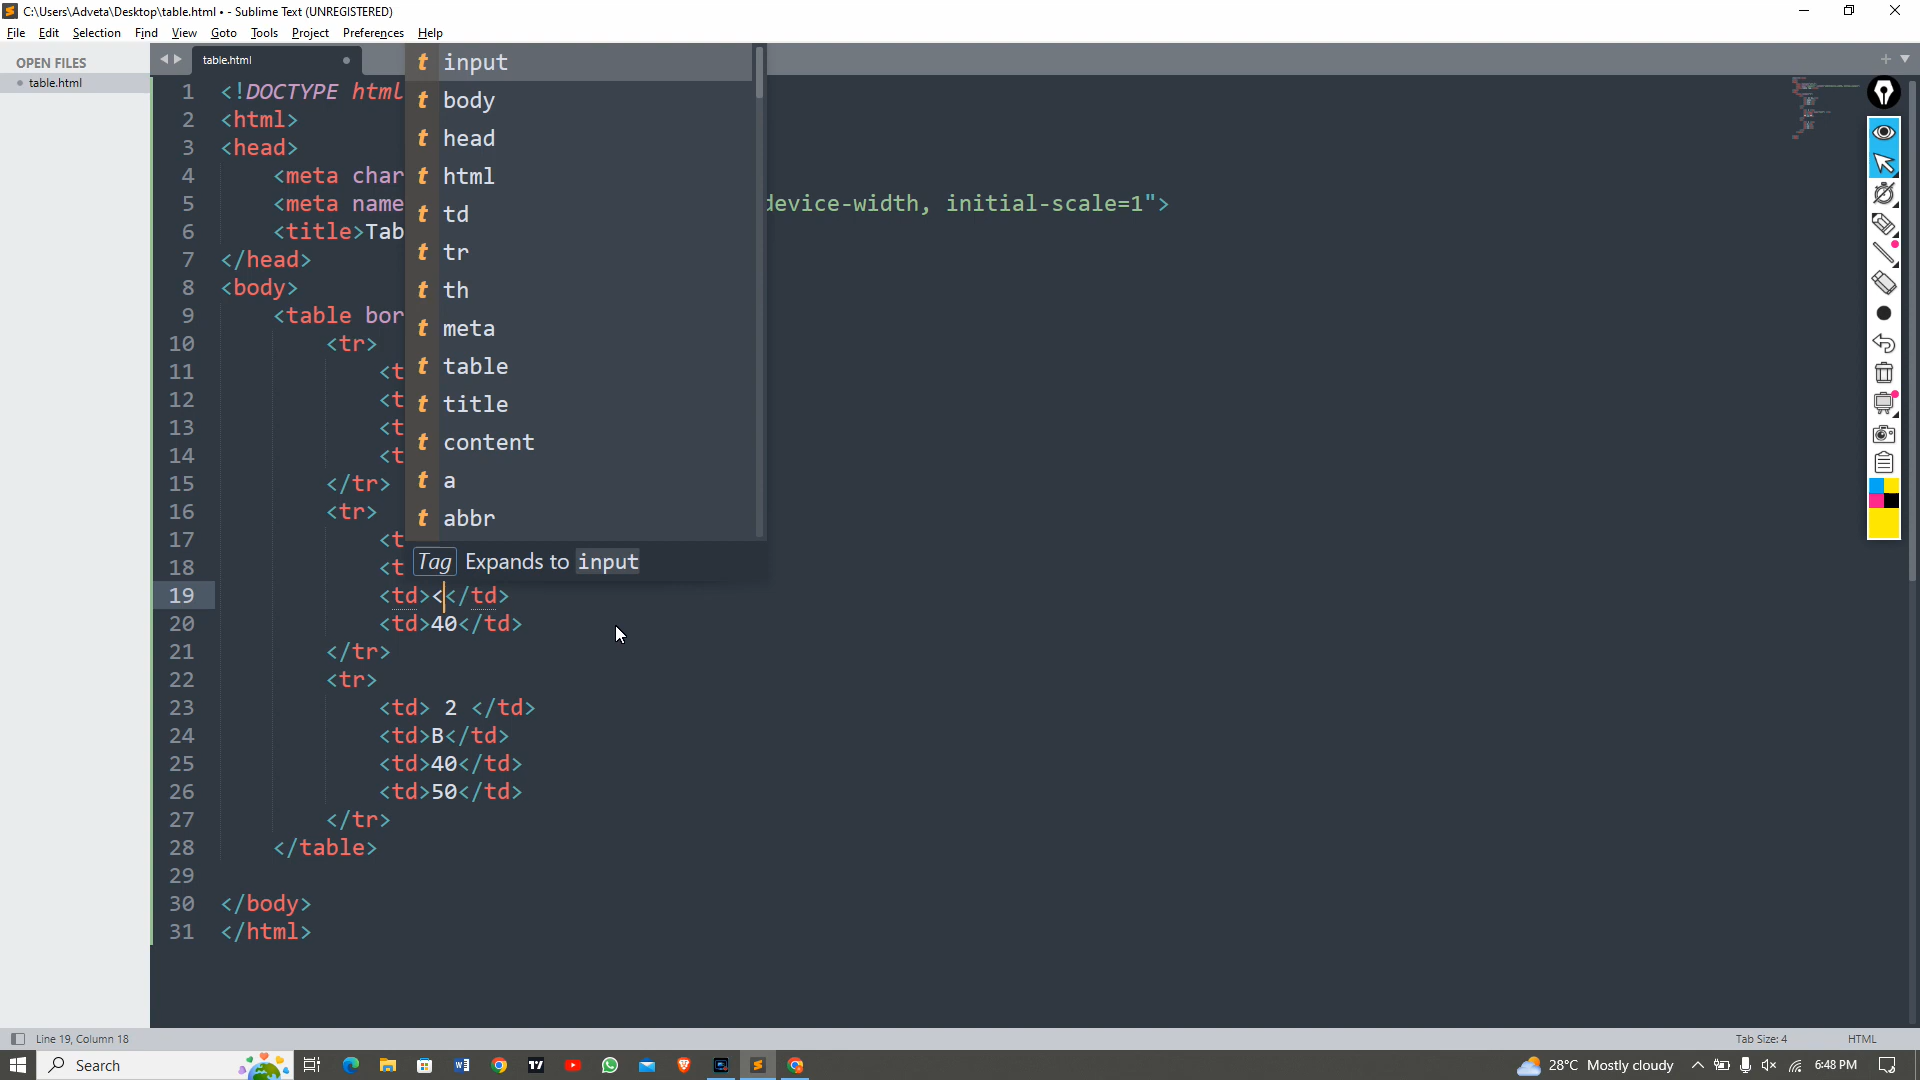 C:\Users\Adveta\Desktop\table.html • - Sublime Text (UNREGISTERED)
File Edit Selection Find View Goto Tools Project Preferences Help
OPEN FILES
table.html
table.html
1 <!DOCTYPE html
2 <html>
3 <head>
4 <meta char
5 <meta name device-width, initial-scale=1">
6 <title>Tab
7 </head>
8 <body>
9 <table bor
10 <tr>
11 <t
12 <t
13 <t
14 <t
15 </tr>
16 <tr>
17 <t
18 <t
19 <td><</td>
20 <td>40</td>
21 </tr>
22 <tr>
23 <td> 2 </td>
24 <td>B</td>
25 <td>40</td>
26 <td>50</td>
27 </tr>
28 </table>
29
30 </body>
31 </html>
t input
t body
t head
t html
t td
t tr
t th
t meta
t table
t title
t content
t a
t abbr
Tag Expands to input
Line 19, Column 18
Tab Size: 4 HTML
Search
28°C Mostly cloudy
6:48 PM